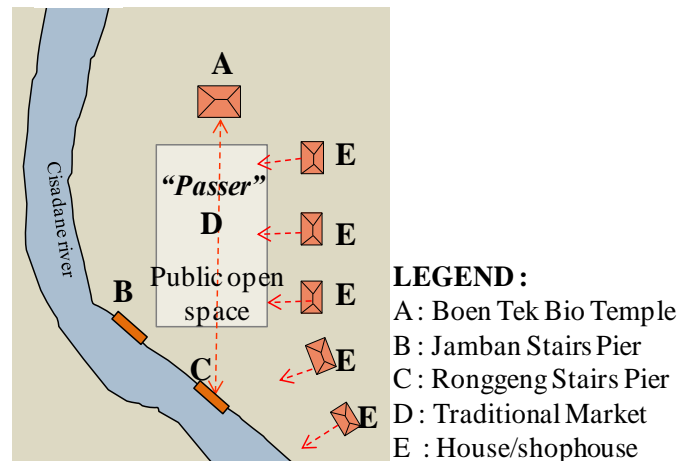 A
E
"Passer"
Cisadane river
D
E
Public open
space
B
E
C
E
E
LEGEND :
A : Boen Tek Bio Temple
B : Jamban Stairs Pier
C : Ronggeng Stairs Pier
D : Traditional Market
E : House/shophouse